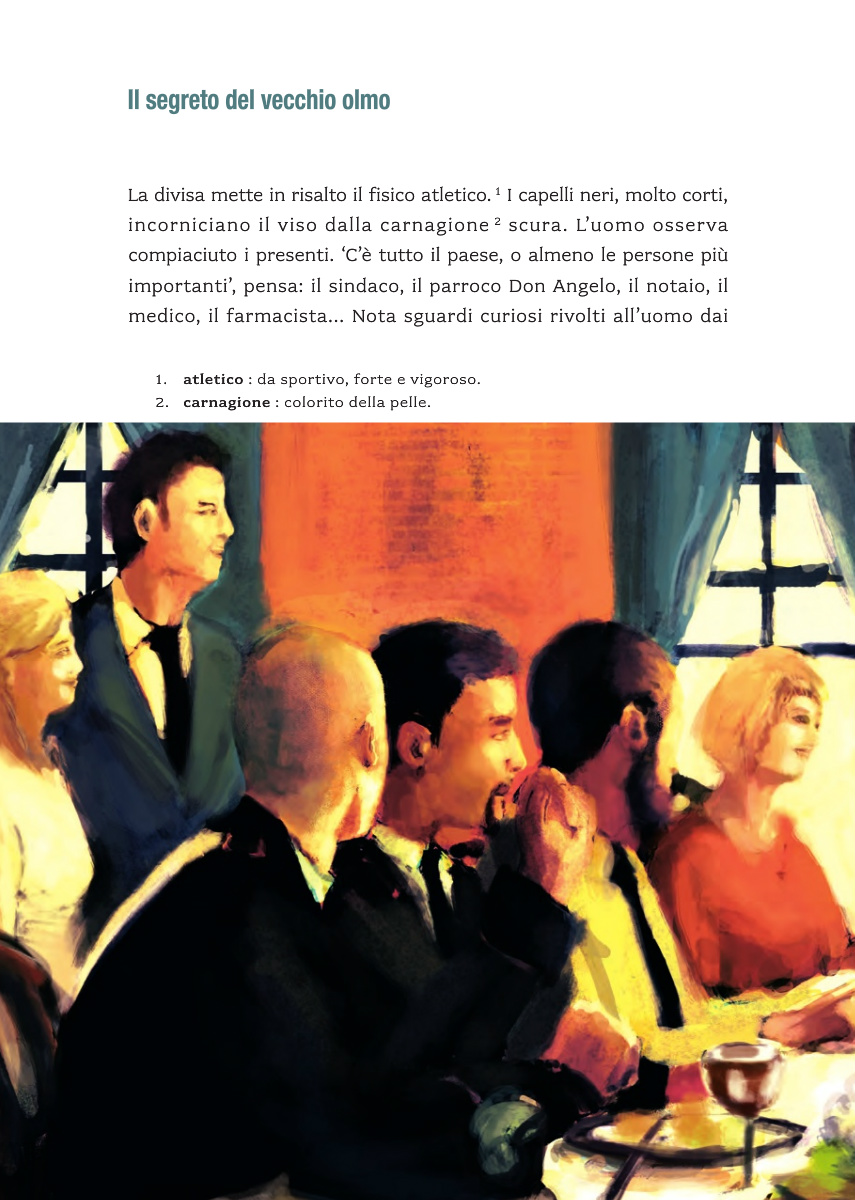 Il segreto del vecchio olmo
La divisa mette in risalto il fisico atletico. ¹ I capelli neri, molto corti,
incorniciano il viso dalla carnagione ² scura. L’uomo osserva
compiaciuto i presenti. ‘C’è tutto il paese, o almeno le persone più
importanti’, pensa: il sindaco, il parroco Don Angelo, il notaio, il
medico, il farmacista... Nota sguardi curiosi rivolti all’uomo dai
1. atletico : da sportivo, forte e vigoroso.
2. carnagione : colorito della pelle.